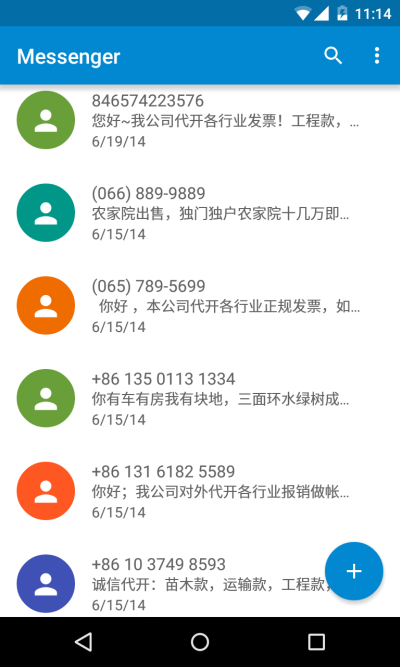 11:14
Messenger
846574223576
您好~我公司代开各行业发票！工程款，...
6/19/14
(066) 889-9889
农家院出售，独门独户农家院十几万即...
6/15/14
(065) 789-5699
你好 ，本公司代开各行业正规发票，如...
6/15/14
+86 135 0113 1334
你有车有房我有块地，三面环水绿树成...
6/15/14
+86 131 6182 5589
你好；我公司对外代开各行业报销做帐...
6/15/14
+86 10 3749 8593
诚信代开：苗木款，运输款，工程款，
6/15/14